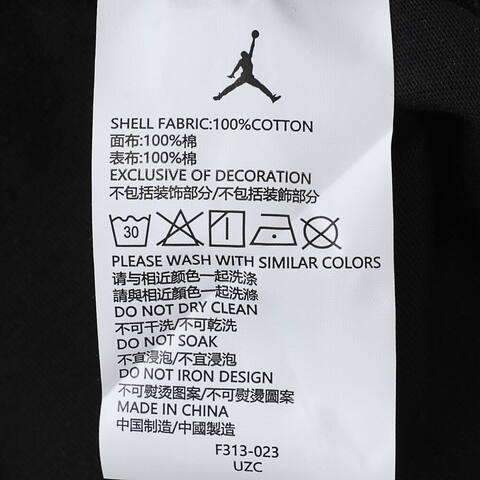 SHELL FABRIC:100%COTTON
面布:100%棉
表布:100%棉
EXCLUSIVE OF DECORATION
不包括装饰部分/不包括装飾部分
30
PLEASE WASH WITH SIMILAR COLORS
请与相近颜色一起洗涤
請與相近顏色一起洗滌
DO NOT DRY CLEAN
不可干洗/不可乾洗
DO NOT SOAK
不宜浸泡/不宜浸泡
DO NOT IRON DESIGN
不可熨烫图案/不可熨燙圖案
MADE IN CHINA
中国制造/中國製造
F313-023
UZC